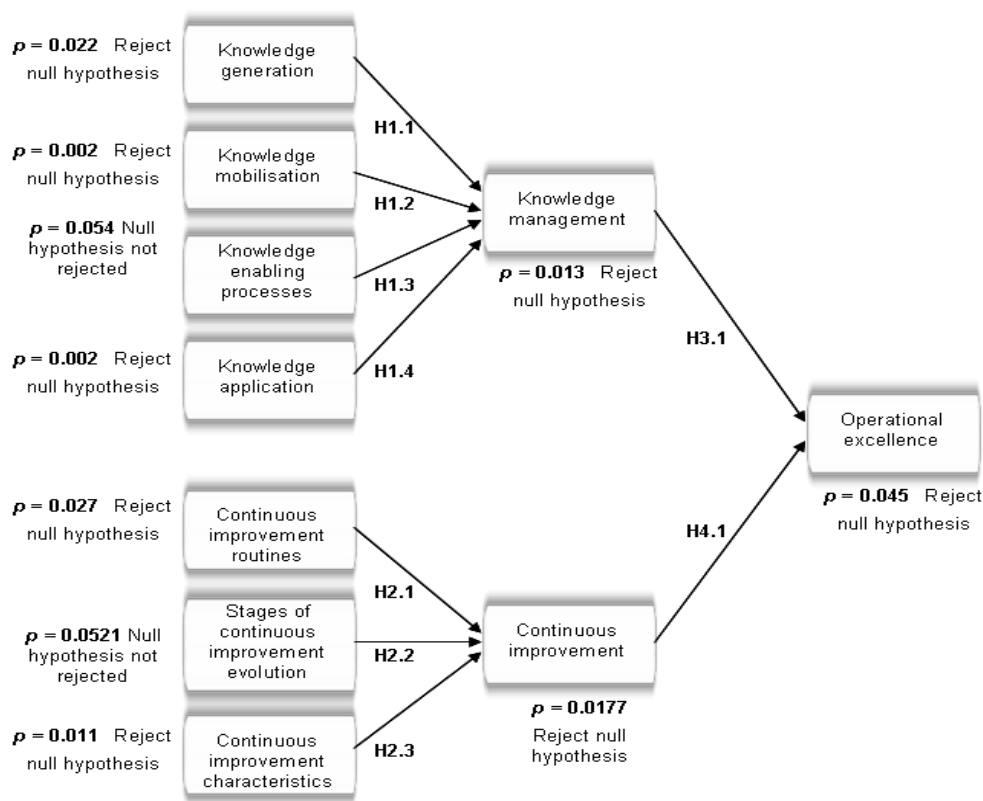 p = 0.022 Reject
null hypothesis
Knowledge
generation
H1.1
p = 0.002 Reject
null hypothesis
Knowledge
mobilisation
H1.2
p = 0.054 Null
hypothesis not
rejected
Knowledge
enabling
processes
H1.3
p = 0.002 Reject
null hypothesis
Knowledge
application
H1.4
Knowledge
management
p = 0.013 Reject
null hypothesis
H3.1
Operational
excellence
p = 0.045 Reject
null hypothesis
H4.1
p = 0.027 Reject
null hypothesis
Continuous
improvement
routines
H2.1
p = 0.0521 Null
hypothesis not
rejected
Stages of
continuous
improvement
evolution
H2.2
p = 0.011 Reject
null hypothesis
Continuous
improvement
characteristics
H2.3
Continuous
improvement
p = 0.0177
Reject null
hypothesis